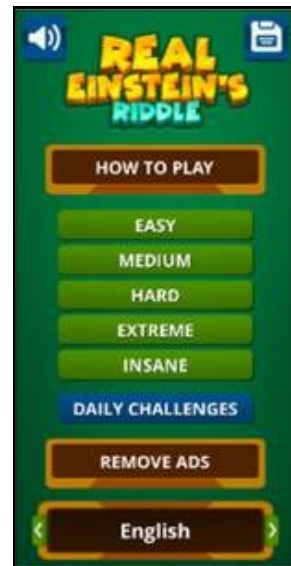 REAL
EINSTEIN'S
RIDDLE
HOW TO PLAY
EASY
MEDIUM
HARD
EXTREME
INSANE
DAILY CHALLENGES
REMOVE ADS
English